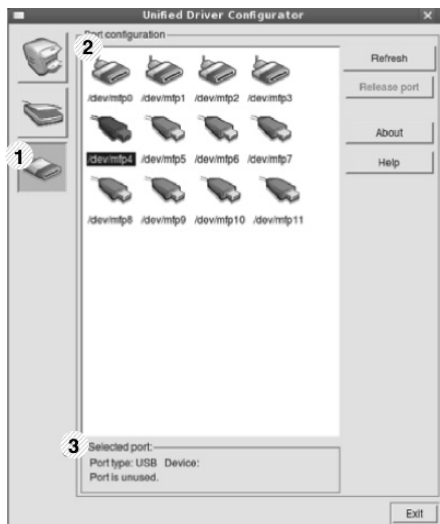 Unified Driver Configurator
2
Port configuration
Refresh
/dev/mfp0 /dev/mfp1 /dev/mfp2 /dev/mfp3
Release port
About
1
/dev/mfp4 /dev/mfp5 /dev/mfp6 /dev/mfp7
Help
/dev/mfp8 /dev/mfp9 /dev/mfp10 /dev/mfp11
3
Selected port:
Port type: USB Device:
Port is unused.
Exit